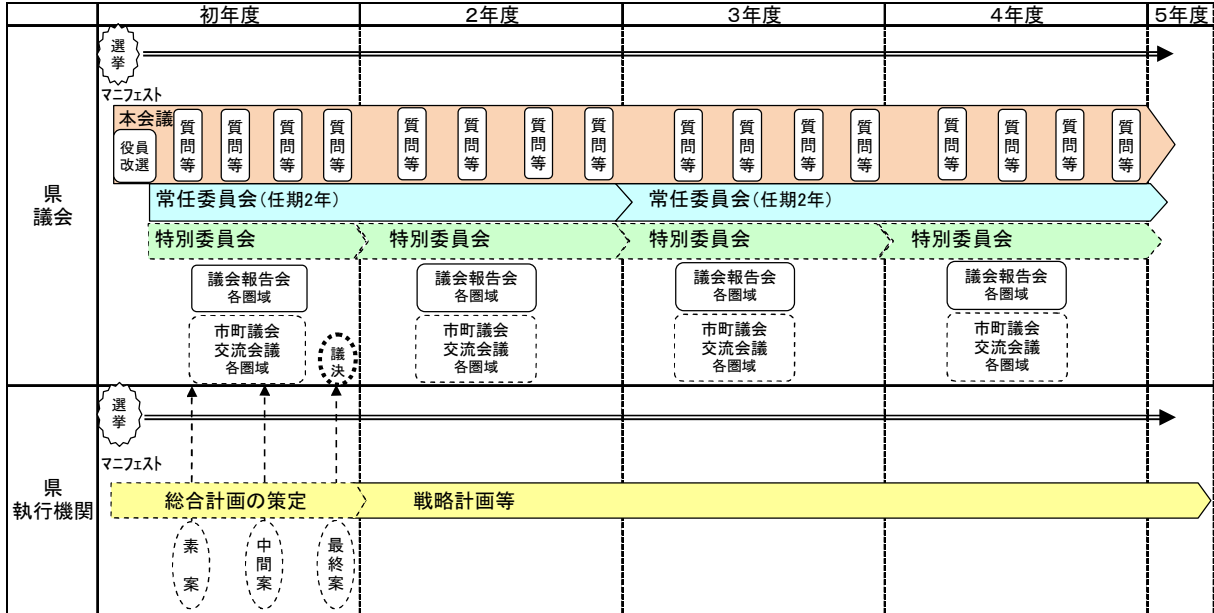 初年度
2年度
3年度
4年度
5年度
県
議会
選
挙
マニフェスト
本会議
役員
改選
質
問
等
質
問
等
質
問
等
質
問
等
質
問
等
質
問
等
質
問
等
質
問
等
質
問
等
質
問
等
質
問
等
質
問
等
質
問
等
質
問
等
質
問
等
質
問
等
常任委員会(任期2年)
常任委員会(任期2年)
特別委員会
特別委員会
特別委員会
特別委員会
議会報告会
各圏域
議会報告会
各圏域
議会報告会
各圏域
議会報告会
各圏域
市町議会
交流会議
各圏域
議
決
市町議会
交流会議
各圏域
市町議会
交流会議
各圏域
市町議会
交流会議
各圏域
県
執行機関
選
挙
マニフェスト
総合計画の策定
戦略計画等
素
案
中
間
案
最
終
案